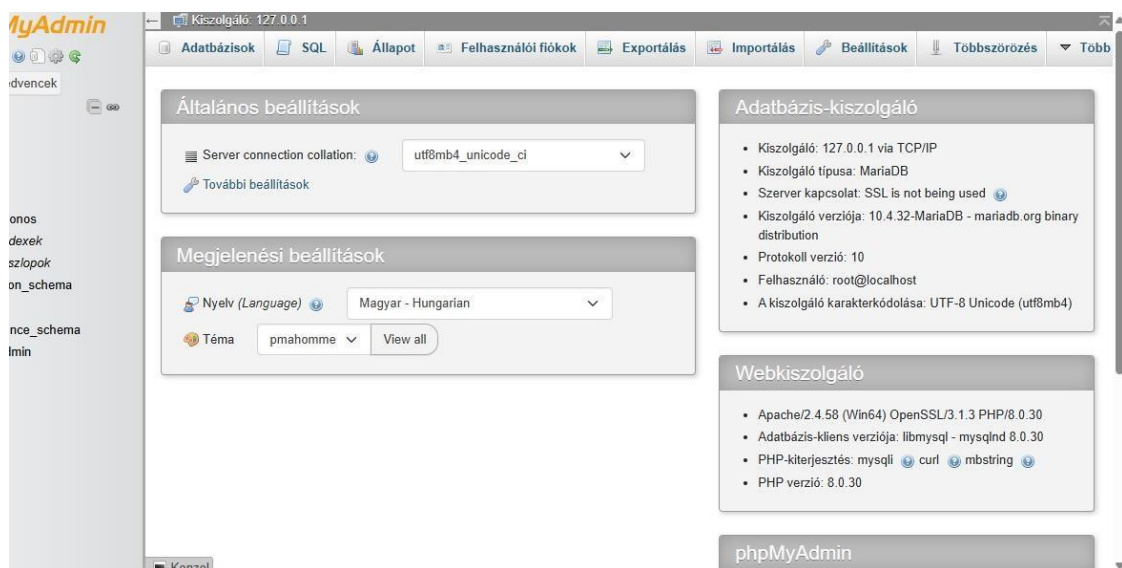 MyAdmin
Kiszolgáló: 127.0.0.1
Adatbázisok SQL Állapot Felhasználói fiókok Exportálás Importálás Beállítások Többszörözés Több
edvencek
onos
dexek
szlopok
on_schema
nce_schema
dmin
Általános beállítások
Server connection collation: utf8mb4_unicode_ci
További beállítások
Megjelenési beállítások
Nyelv (Language) Magyar - Hungarian
Téma pmahomme View all
Adatbázis-kiszolgáló
• Kiszolgáló: 127.0.0.1 via TCP/IP
• Kiszolgáló típusa: MariaDB
• Szerver kapcsolat: SSL is not being used
• Kiszolgáló verziója: 10.4.32-MariaDB - mariadb.org binary
distribution
• Protokoll verzió: 10
• Felhasználó: root@localhost
• A kiszolgáló karakterkódolása: UTF-8 Unicode (utf8mb4)
Webkiszolgáló
• Apache/2.4.58 (Win64) OpenSSL/3.1.3 PHP/8.0.30
• Adatbázis-kliens verziója: libmysql - mysqlnd 8.0.30
• PHP-kiterjesztés: mysqli curl mbstring
• PHP verzió: 8.0.30
phpMyAdmin
Konzol